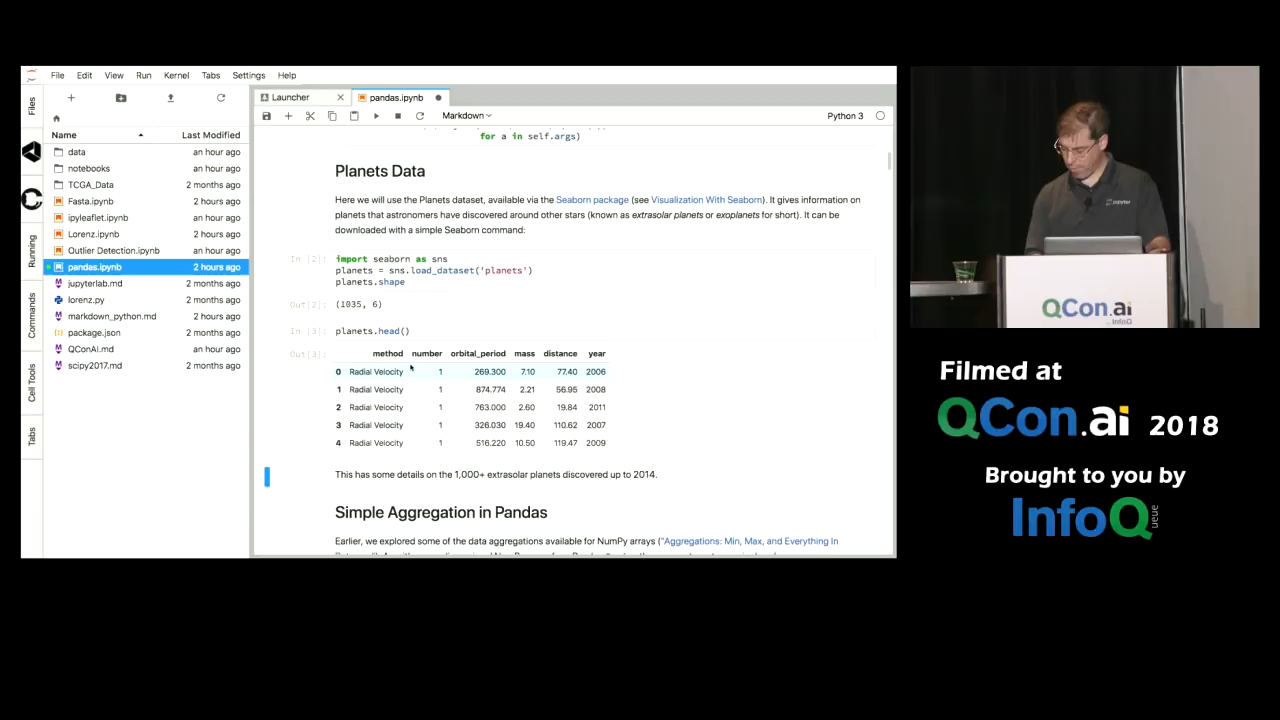 File Edit View Run Kernel Tabs Settings Help
Files
Running
Commands
Cell Tools
Tabs
Name Last Modified
data an hour ago
notebooks an hour ago
TCGA_Data 2 months ago
Fasta.ipynb 2 hours ago
ipyleaflet.ipynb 2 hours ago
Lorenz.ipynb 2 hours ago
Outlier Detection.ipynb an hour ago
pandas.ipynb 2 hours ago
jupyterlab.md 2 months ago
lorenz.py 2 months ago
markdown_python.md 2 hours ago
package.json 2 months ago
QConAI.md an hour ago
scipy2017.md 2 months ago
Launcher pandas.ipynb
Markdown Python 3
for a in self.args)
Planets Data
Here we will use the Planets dataset, available via the Seaborn package (see Visualization With Seaborn). It gives information on
planets that astronomers have discovered around other stars (known as extrasolar planets or exoplanets for short). It can be
downloaded with a simple Seaborn command:
In [2]: import seaborn as sns
planets = sns.load_dataset('planets')
planets.shape
Out[2]: (1035, 6)
In [3]: planets.head()
Out[3]: method number orbital_period mass distance year
0 Radial Velocity 1 269.300 7.10 77.40 2006
1 Radial Velocity 1 874.774 2.21 56.95 2008
2 Radial Velocity 1 763.000 2.60 19.84 2011
3 Radial Velocity 1 326.030 19.40 110.62 2007
4 Radial Velocity 1 516.220 10.50 119.47 2009
This has some details on the 1,000+ extrasolar planets discovered up to 2014.
Simple Aggregation in Pandas
Earlier, we explored some of the data aggregations available for NumPy arrays ("Aggregations: Min, Max, and Everything In
jupyter
QCon.ai
by InfoQ
Filmed at
QCon.ai 2018
Brought to you by
InfoQ
ueue